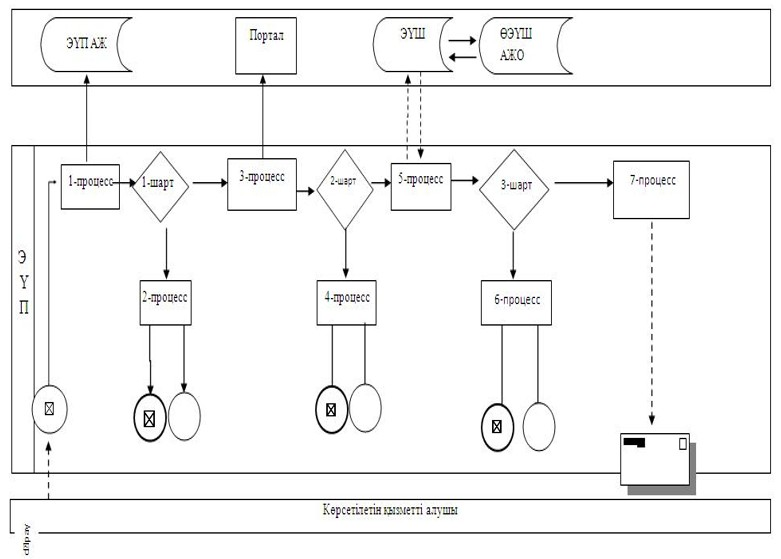 ЭҮП АЖ
Портал
ЭҮШ
ӨЭҮШ
АЖО
1-процесс
1-шарт
3-процесс
2-шарт
5-процесс
3-шарт
7-процесс
Э
Ү
П
2-процесс
4-процесс
6-процесс
Көрсетілетін қызметті алушы